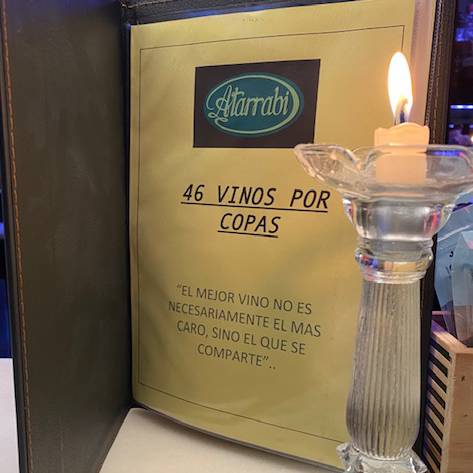 Atarrabi
46 VINOS POR
COPAS
"EL MEJOR VINO NO ES
NECESARIAMENTE EL MAS
CARO, SINO EL QUE SE
COMPARTE"..